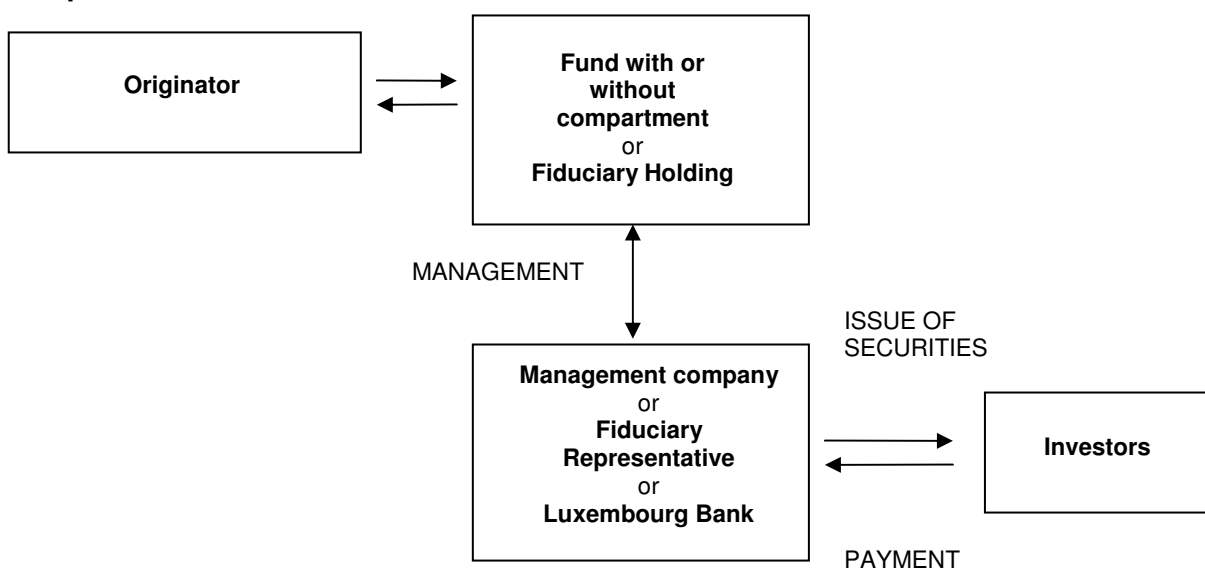 Originator
Fund with or
without
compartment
or
Fiduciary Holding
MANAGEMENT
ISSUE OF
SECURITIES
Management company
or
Fiduciary
Representative
or
Luxembourg Bank
Investors
PAYMENT